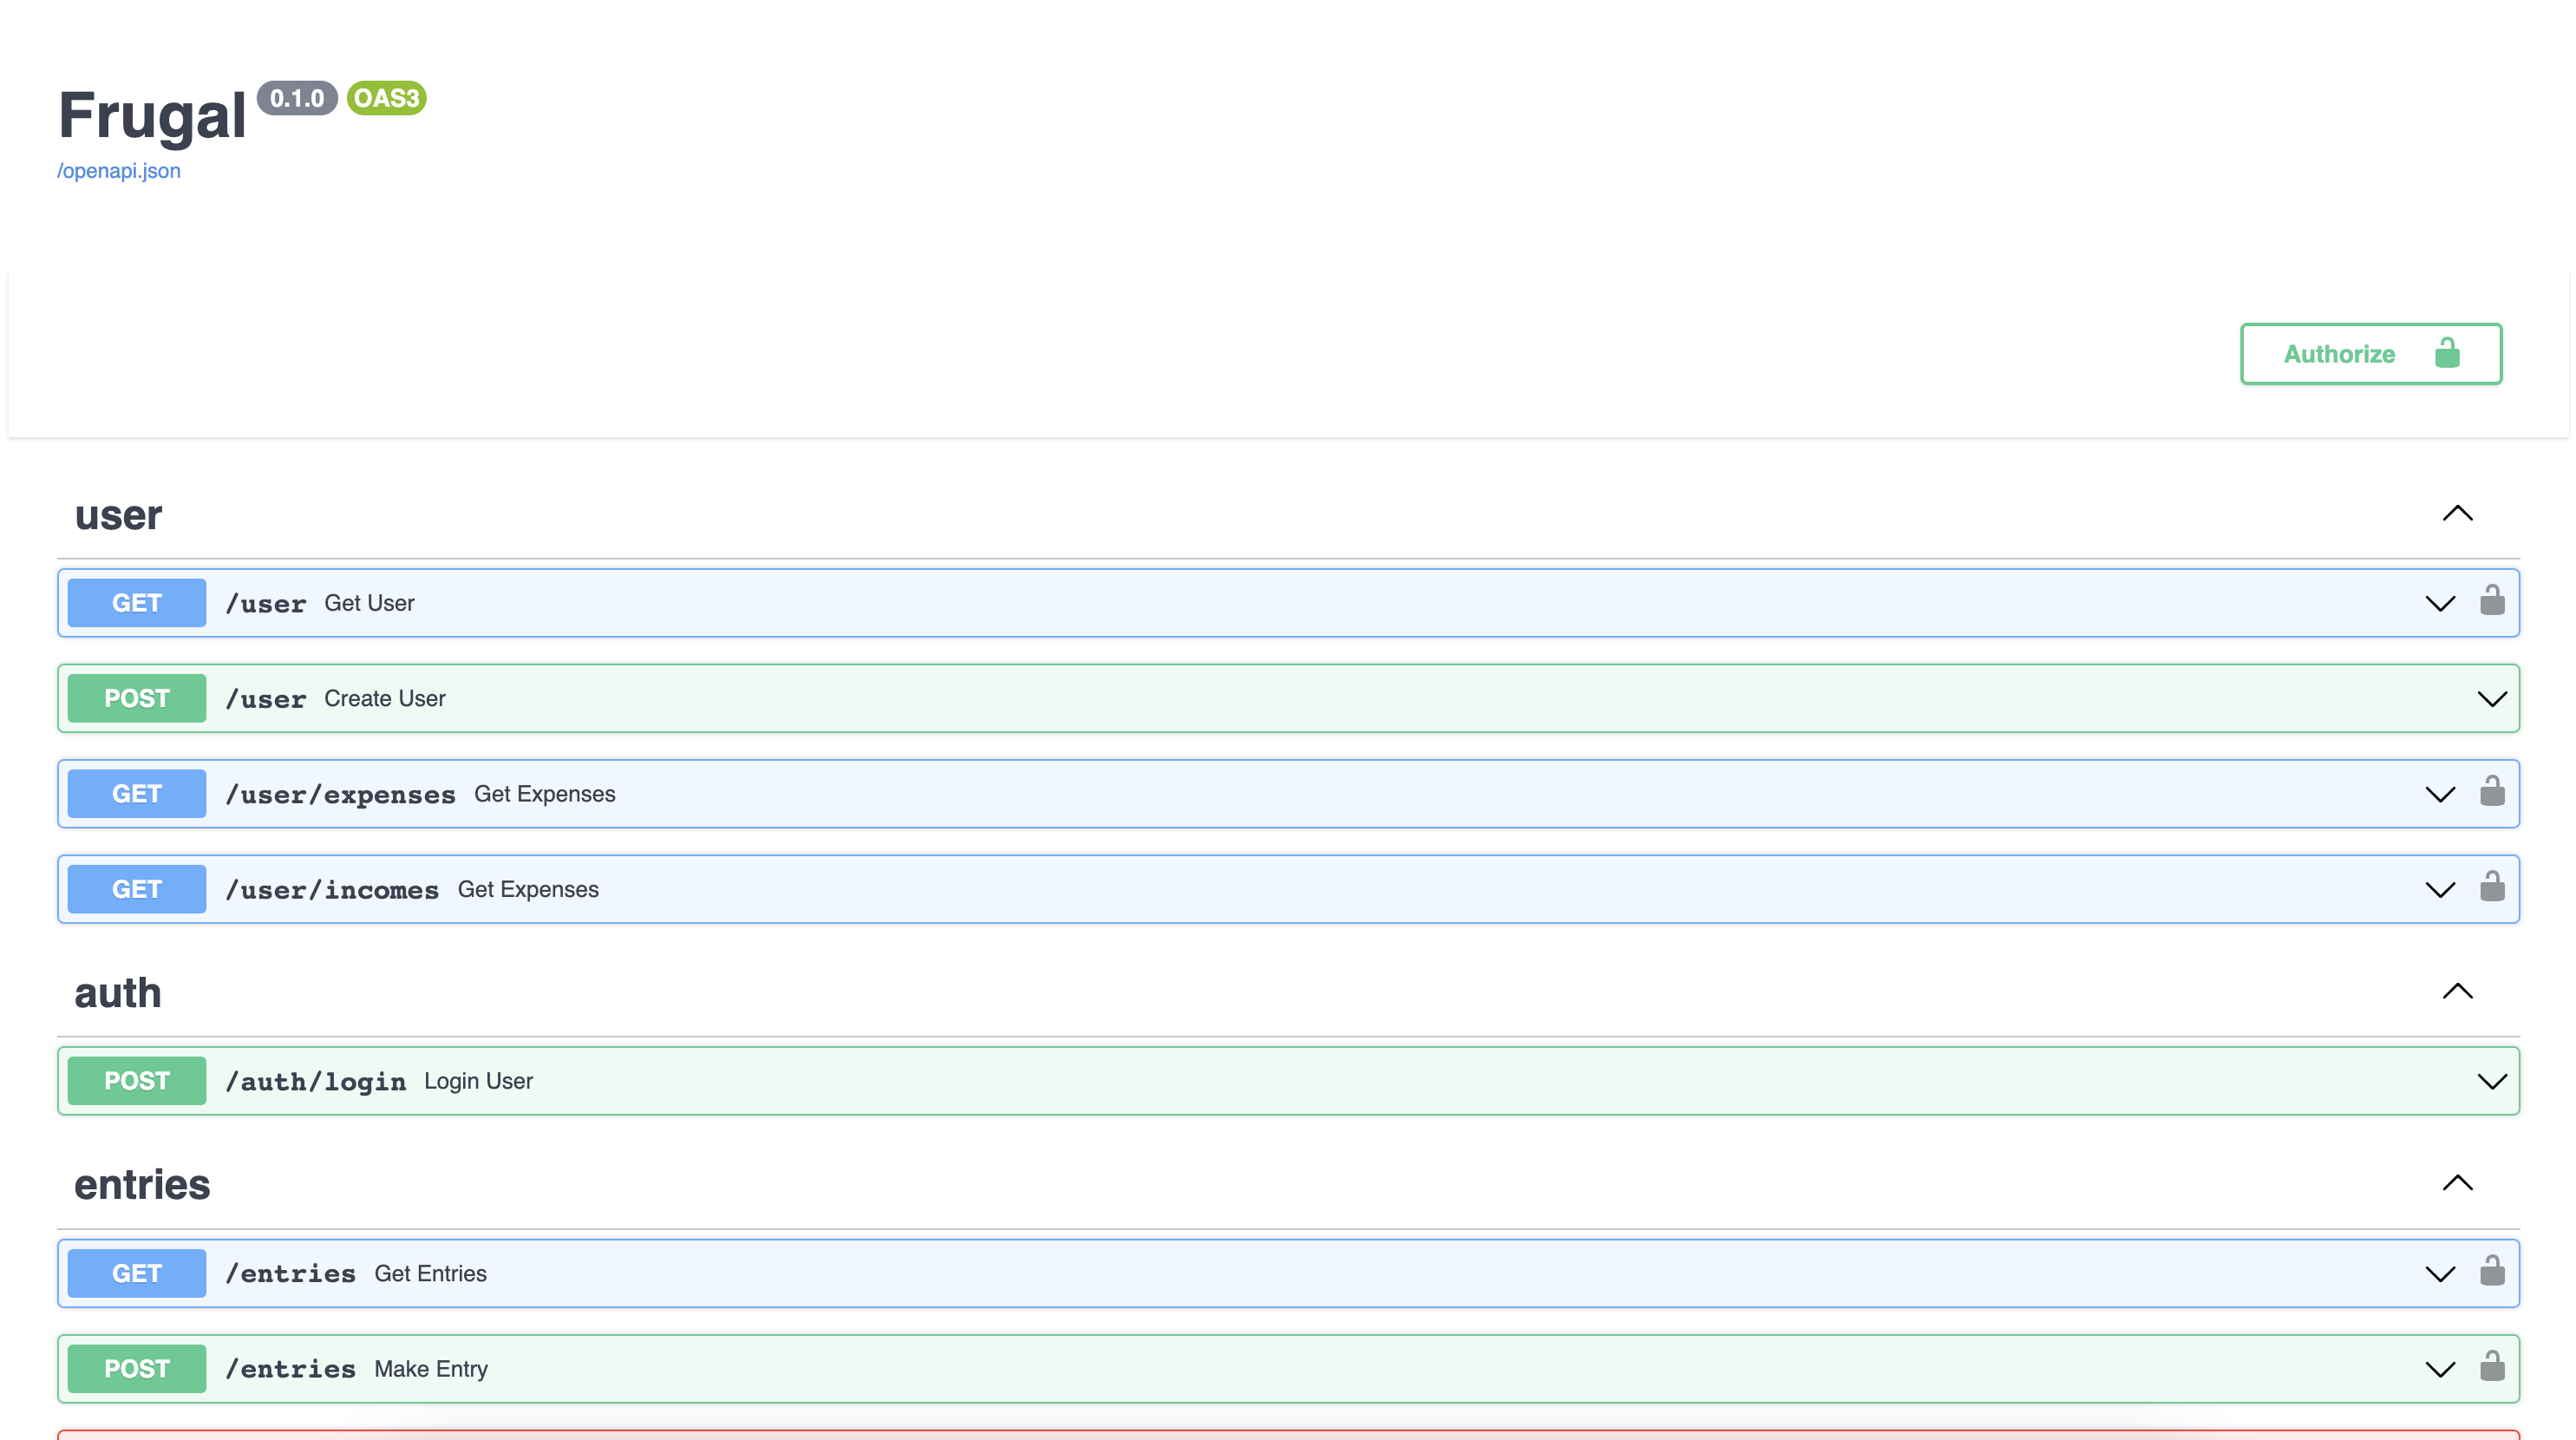 Frugal 0.1.0 OAS3
/openapi.json
Authorize
user
GET /user Get User
POST /user Create User
GET /user/expenses Get Expenses
GET /user/incomes Get Expenses
auth
POST /auth/login Login User
entries
GET /entries Get Entries
POST /entries Make Entry